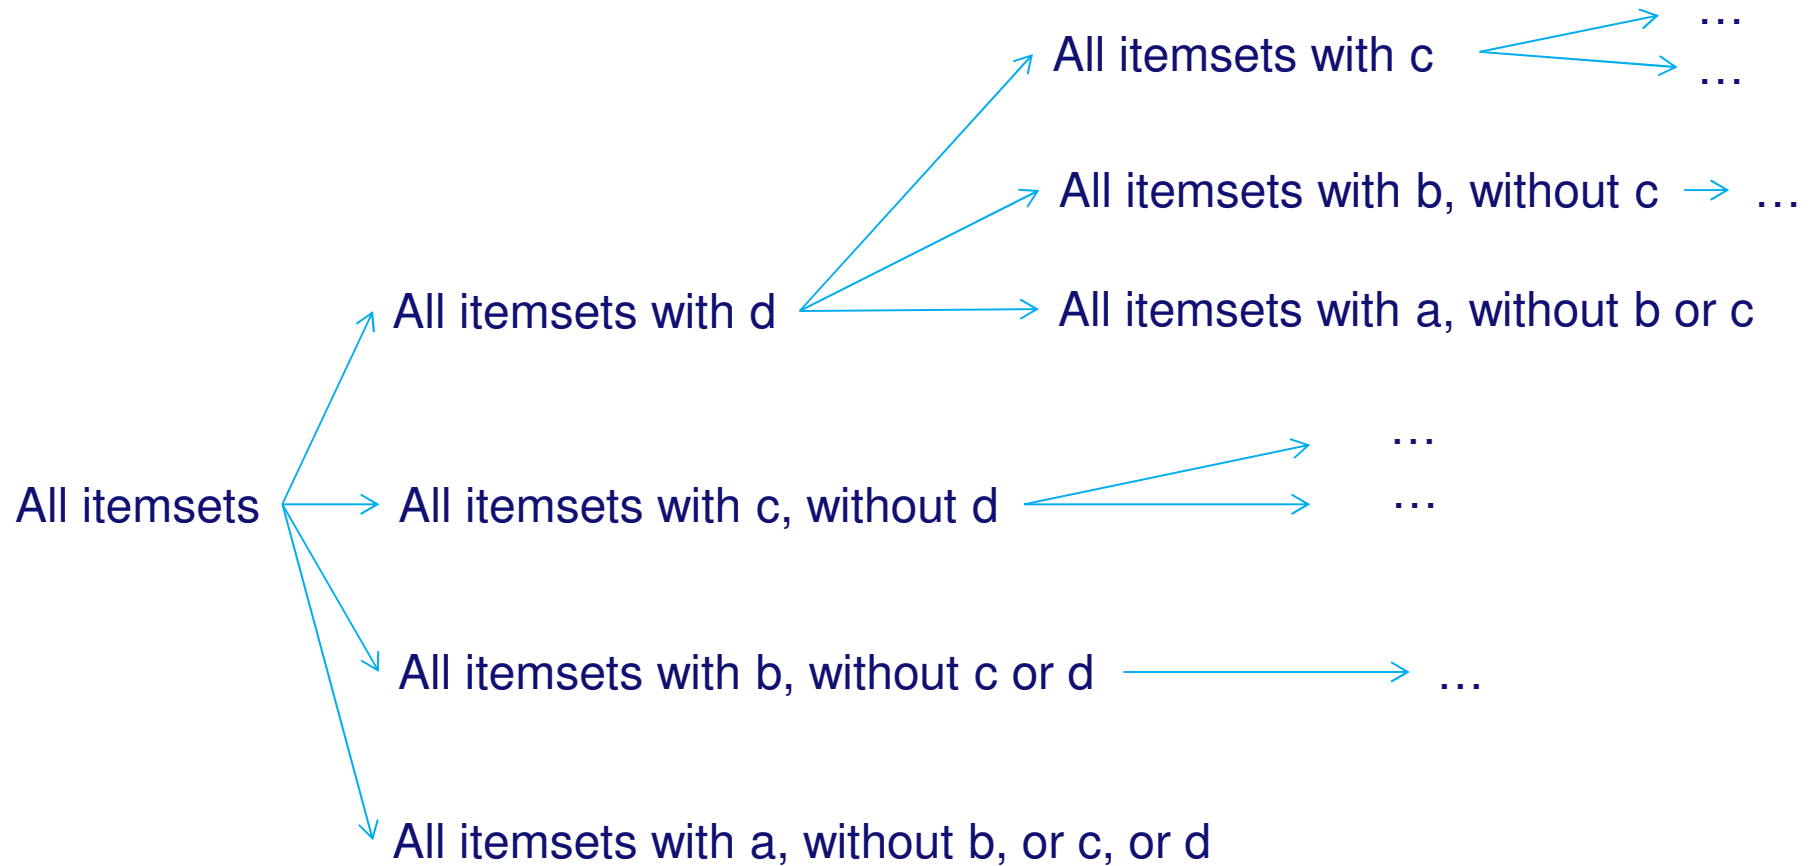 ...
All itemsets with c
...
All itemsets with b, without c
...
All itemsets with d
All itemsets with a, without b or c
...
All itemsets
All itemsets with c, without d
...
All itemsets with b, without c or d
...
All itemsets with a, without b, or c, or d